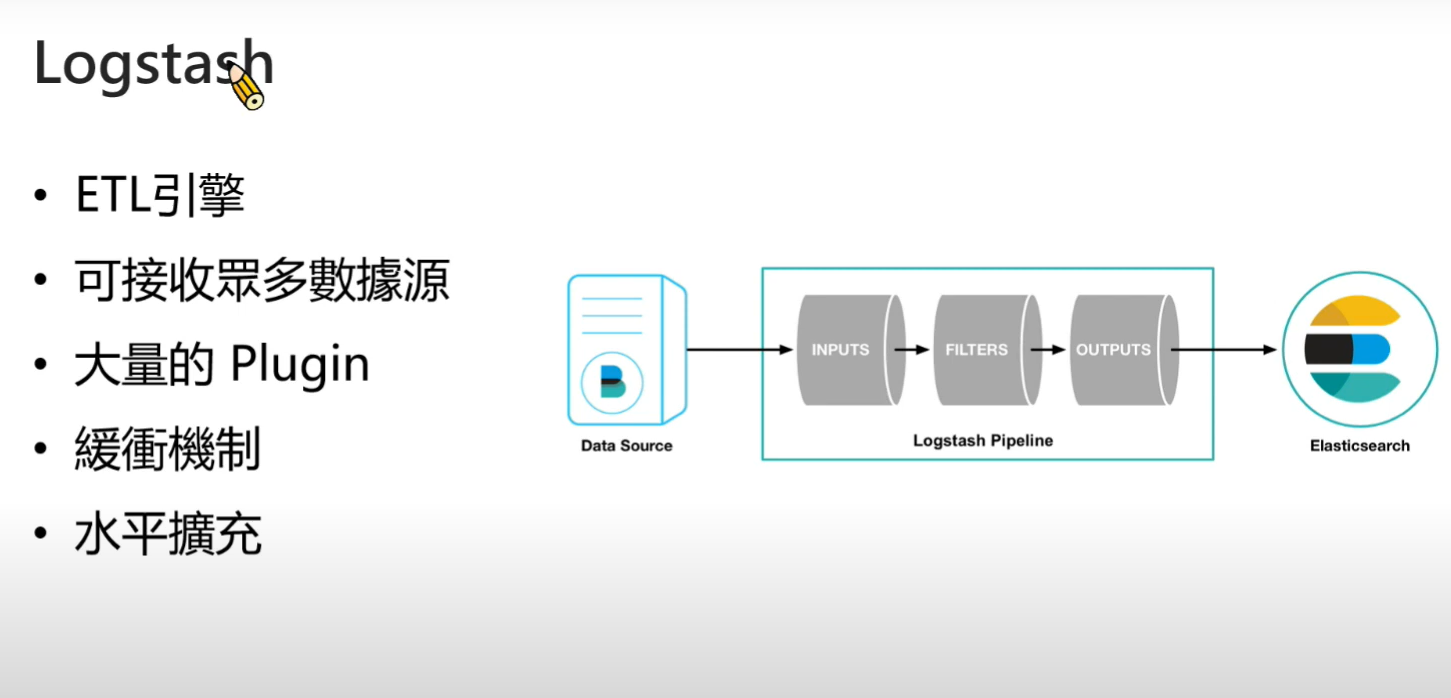 Logstash
• ETL引擎
• 可接收眾多數據源
• 大量的 Plugin
• 緩衝機制
• 水平擴充
INPUTS
FILTERS
OUTPUTS
Data Source
Logstash Pipeline
Elasticsearch